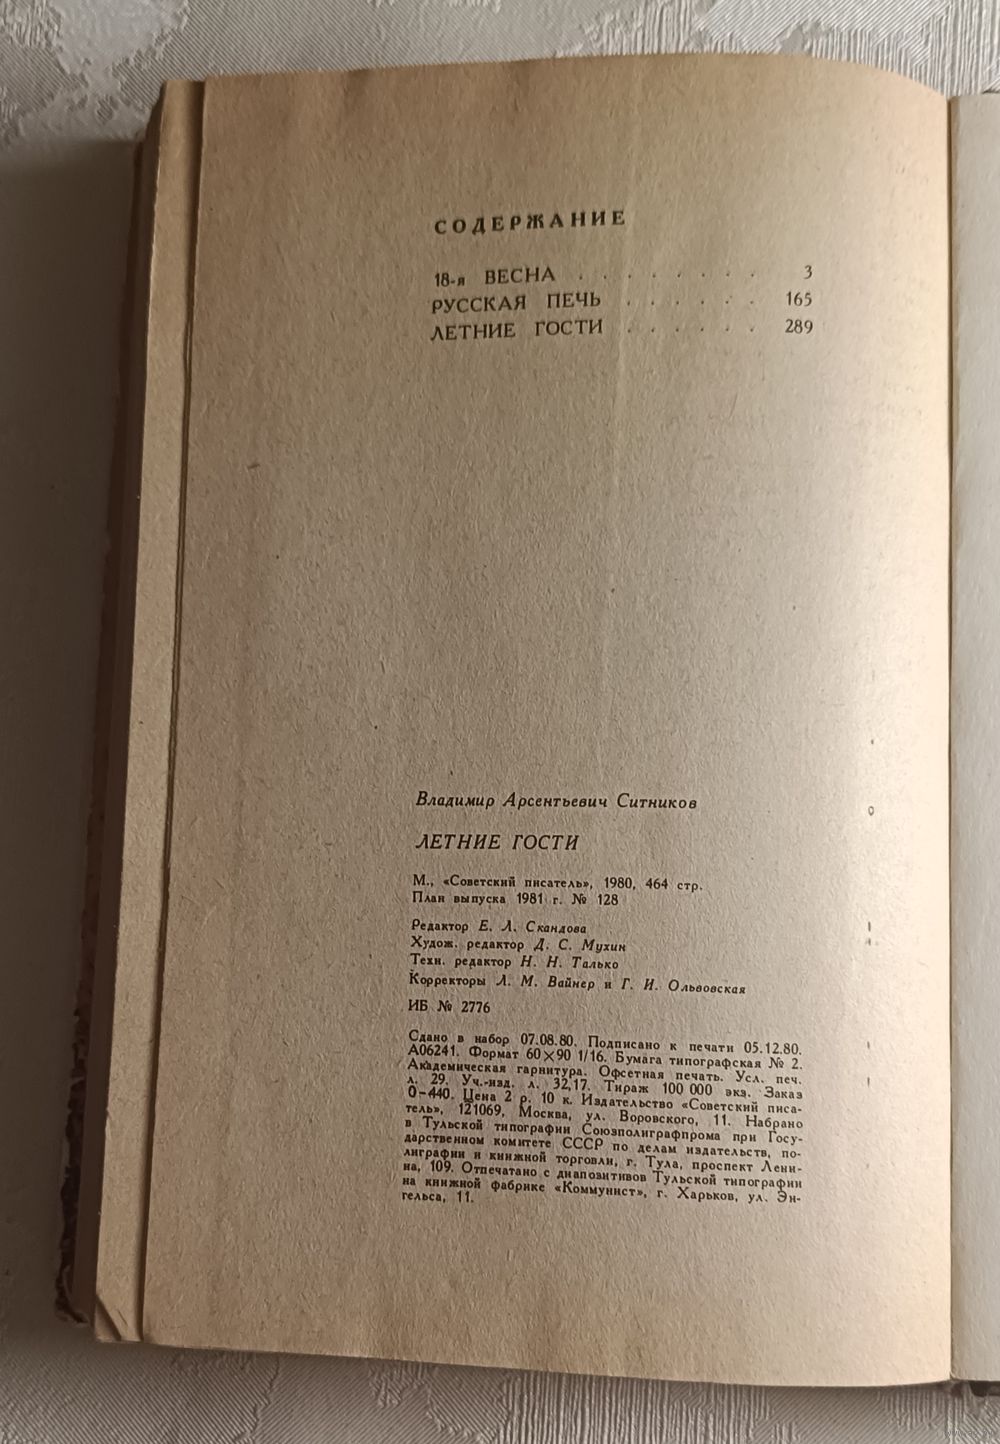 СОДЕРЖАНИЕ
18-я ВЕСНА . . . . . . . . 3
РУССКАЯ ПЕЧЬ . . . . . . 165
ЛЕТНИЕ ГОСТИ . . . . . . 289
Владимир Арсентьевич Ситников
ЛЕТНИЕ ГОСТИ
М., «Советский писатель», 1980, 464 стр.
План выпуска 1981 г. № 128
Редактор Е. Л. Скандова
Худож. редактор Д. С. Мухин
Техн. редактор Н. Н. Талько
Корректоры Л. М. Вайнер и Г. И. Ольвовская
ИБ № 2776
Сдано в набор 07.08.80. Подписано к печати 05.12.80.
А06241. Формат 60×90 1/16. Бумага типографская № 2.
Академическая гарнитура. Офсетная печать. Усл. печ.
л. 29. Уч.-изд. л. 32,17. Тираж 100 000 экз. Заказ
0-440. Цена 2 р. 10 к. Издательство «Советский писа-
тель», 121069, Москва, ул. Воровского, 11. Набрано
в Тульской типографии Союзполиграфпрома при Госу-
дарственном комитете СССР по делам издательств, по-
лиграфии и книжной торговли, г. Тула, проспект Лени-
на, 109. Отпечатано с диапозитивов Тульской типографии
на книжной фабрике «Коммунист», г. Харьков, ул. Эн-
гельса, 11.